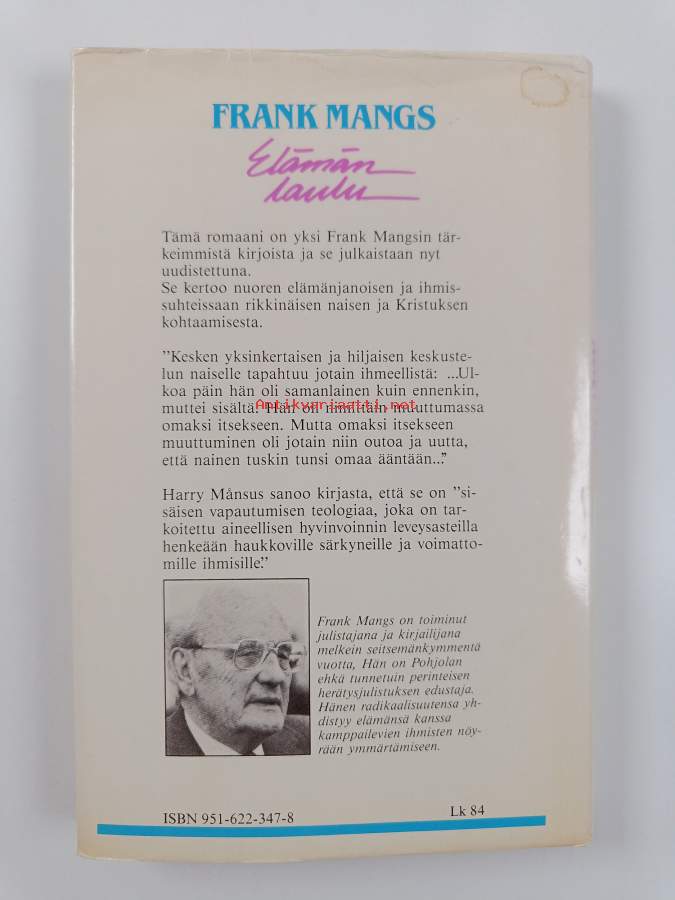 FRANK MANGS
Elämän
laulu
Tämä romaani on yksi Frank Mangsin tär-
keimmistä kirjoista ja se julkaistaan nyt
uudistettuna.
Se kertoo nuoren elämänjanoisen ja ihmis-
suhteissaan rikkinäisen naisen ja Kristuksen
kohtaamisesta.
"Kesken yksinkertaisen ja hiljaisen keskuste-
lun naiselle tapahtuu jotain ihmeellistä: ...Ul-
koa päin hän oli samanlainen kuin ennenkin,
muttei sisältä! Hän oli muuttumassa
Antikvariaatti.net
omaksi itsekseen. Mutta omaksi itsekseen
muuttuminen oli jotain niin outoa ja uutta,
että nainen tuskin tunsi omaa ääntään..."
Harry Månsus sanoo kirjasta, että se on "si-
säisen vapautumisen teologiaa, joka on tar-
koitettu aineellisen hyvinvoinnin leveysasteilla
henkeään haukkoville särkyneille ja voimatto-
mille ihmisille."
Frank Mangs on toiminut
julistajana ja kirjailijana
melkein seitsemänkymmentä
vuotta, Hän on Pohjolan
ehkä tunnetuin perinteisen
herätysjulistuksen edustaja.
Hänen radikaalisuutensa yh-
distyy elämänsä kanssa
kamppailevien ihmisten nöy-
rään ymmärtämiseen.
ISBN 951-622-347-8
Lk 84